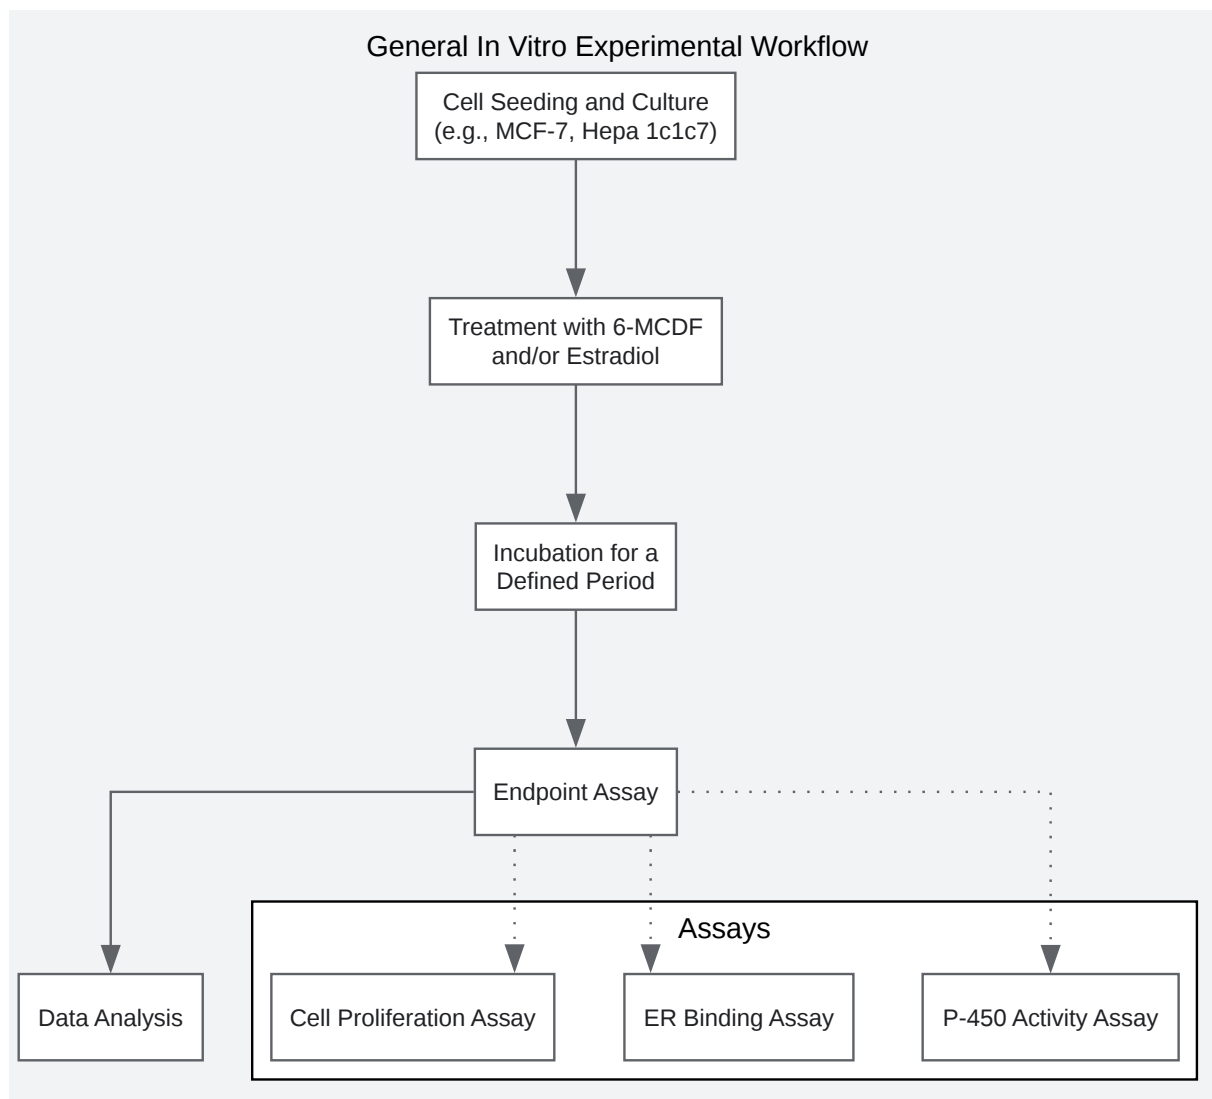 General In Vitro Experimental Workflow
Cell Seeding and Culture
(e.g., MCF-7, Hepa 1c1c7)
Treatment with 6-MCDF
and/or Estradiol
Incubation for a
Defined Period
Endpoint Assay
Assays
Data Analysis
Cell Proliferation Assay
ER Binding Assay
P-450 Activity Assay